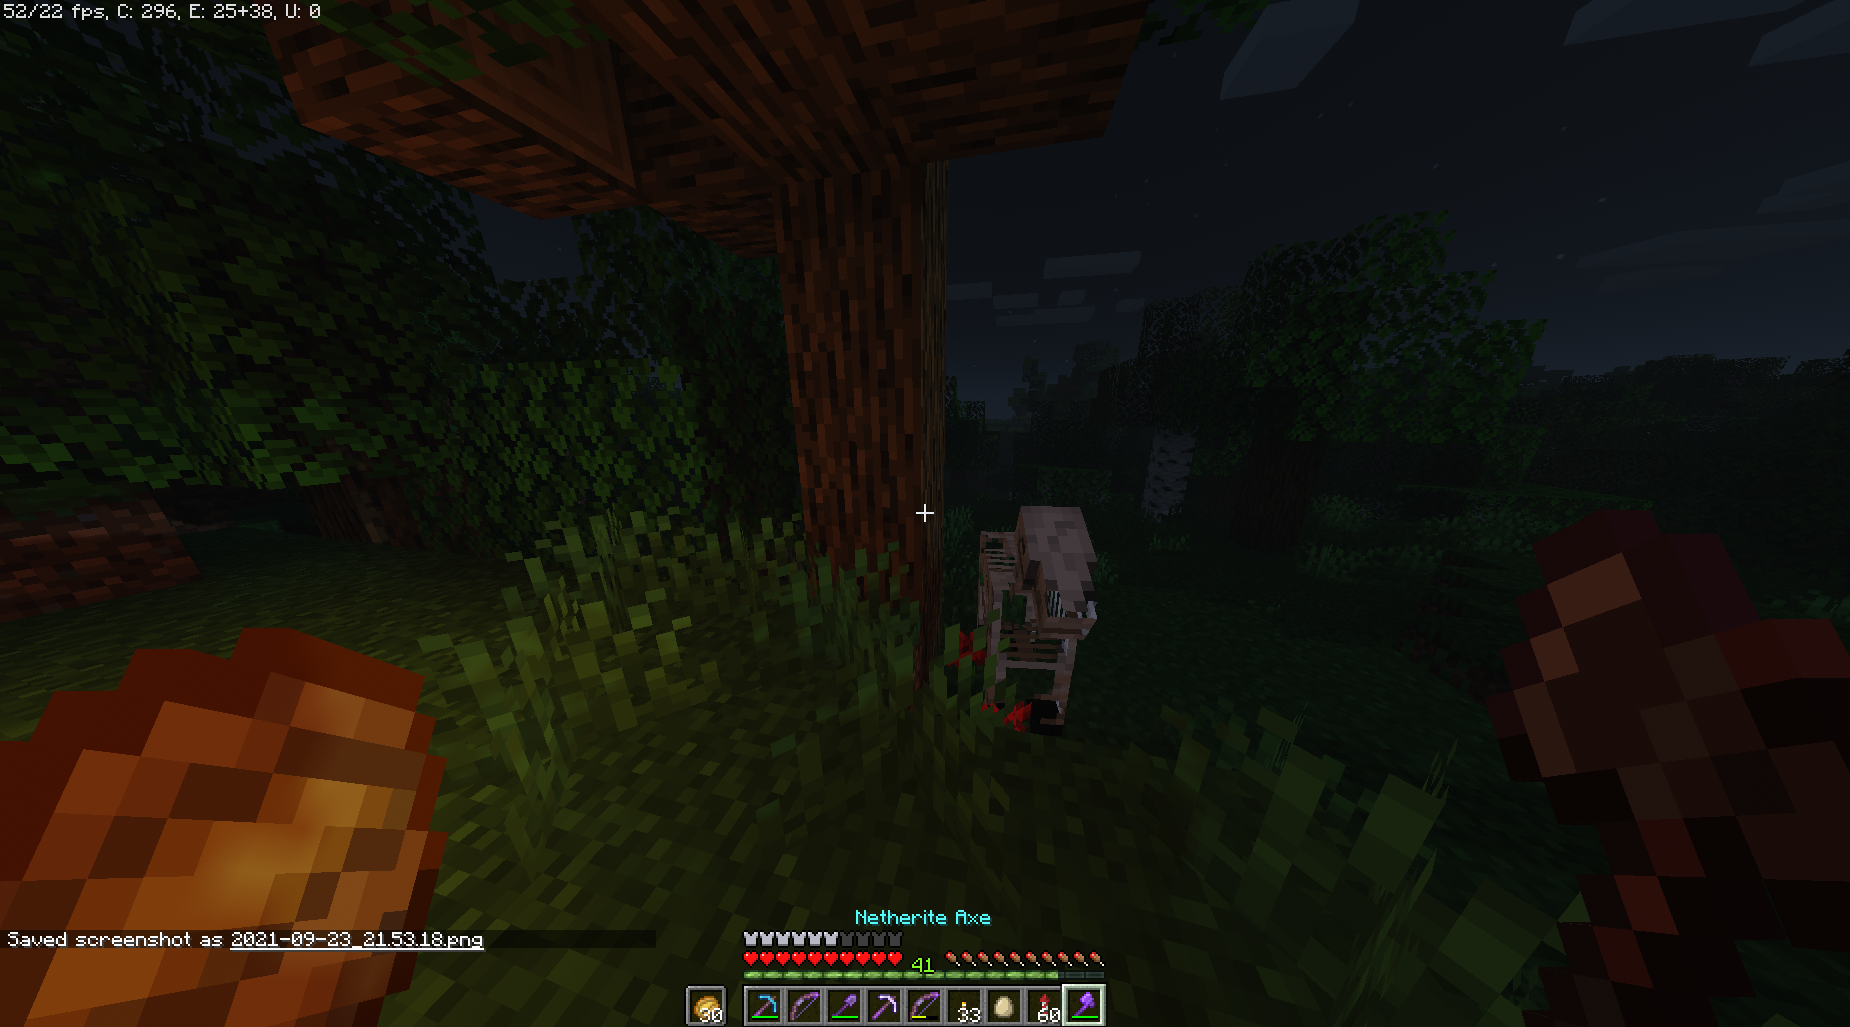 52/22 fps, C: 296, E: 25+38, U: 0
Netherite Axe
Saved screenshot as 2021-09-23_21.53.18.png
41
30
33
60